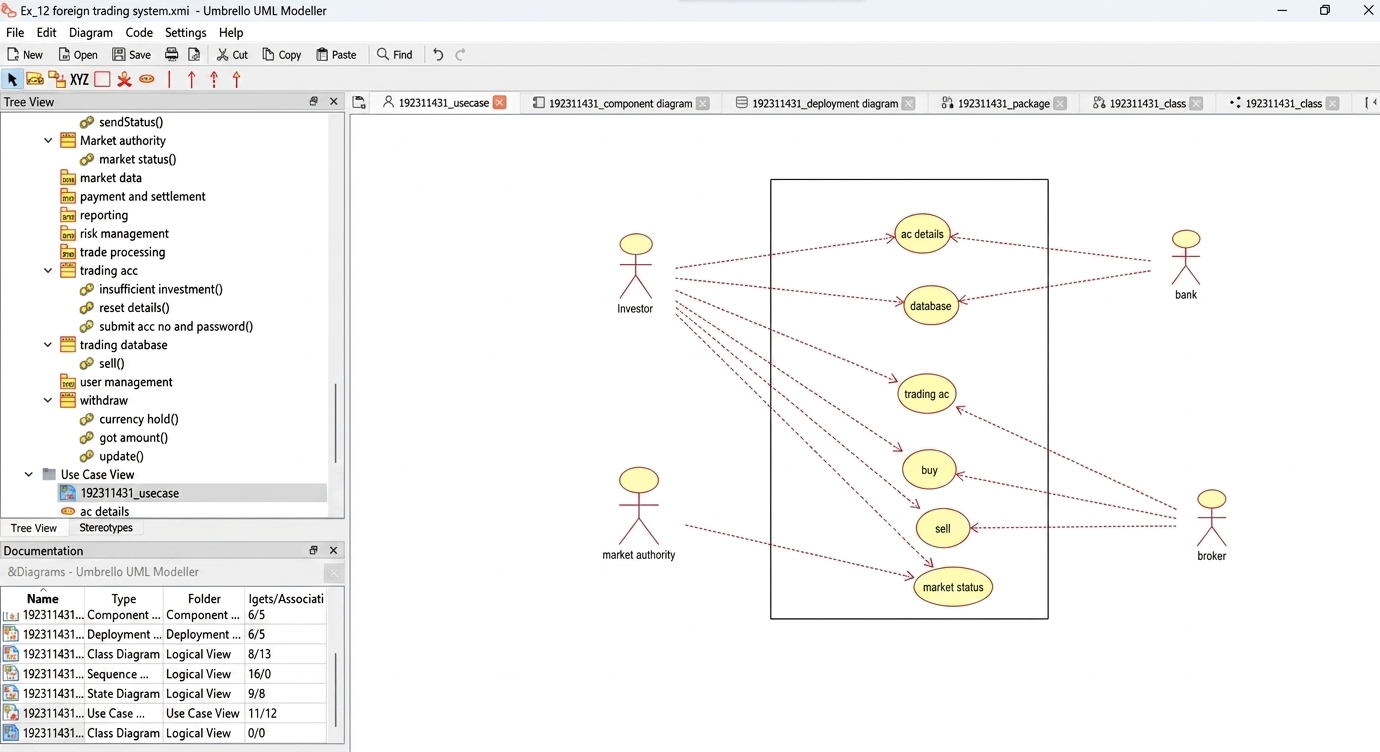 Ex_12 foreign trading system.xmi - Umbrello UML Modeller
File Edit Diagram Code Settings Help
New Open Save Cut Copy Paste Find
XYZ
Tree View
sendStatus()
Market authority
market status()
market data
payment and settlement
reporting
risk management
trade processing
trading acc
insufficient investment()
reset details()
submit acc no and password()
trading database
sell()
user management
withdraw
currency hold()
got amount()
update()
Use Case View
192311431_usecase
ac details
Tree View Stereotypes
Documentation
&Diagrams - Umbrello UML Modeller
Name Type Folder lgets/Associati
192311431... Component ... Component ... 6/5
192311431... Deployment ... Deployment ... 6/5
192311431... Class Diagram Logical View 8/13
192311431... Sequence ... Logical View 16/0
192311431... State Diagram Logical View 9/8
192311431... Use Case ... Use Case View 11/12
192311431... Class Diagram Logical View 0/0
192311431_usecase 192311431_component diagram 192311431_deployment diagram 192311431_package 192311431_class 192311431_class
ac details
Investor
bank
database
trading ac
buy
market authority
sell
broker
market status